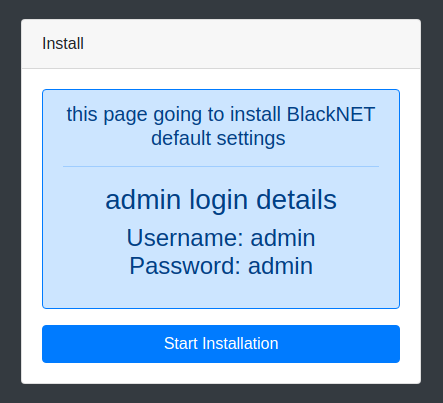 Install
this page going to install BlackNET
default settings
admin login details
Username: admin
Password: admin
Start Installation